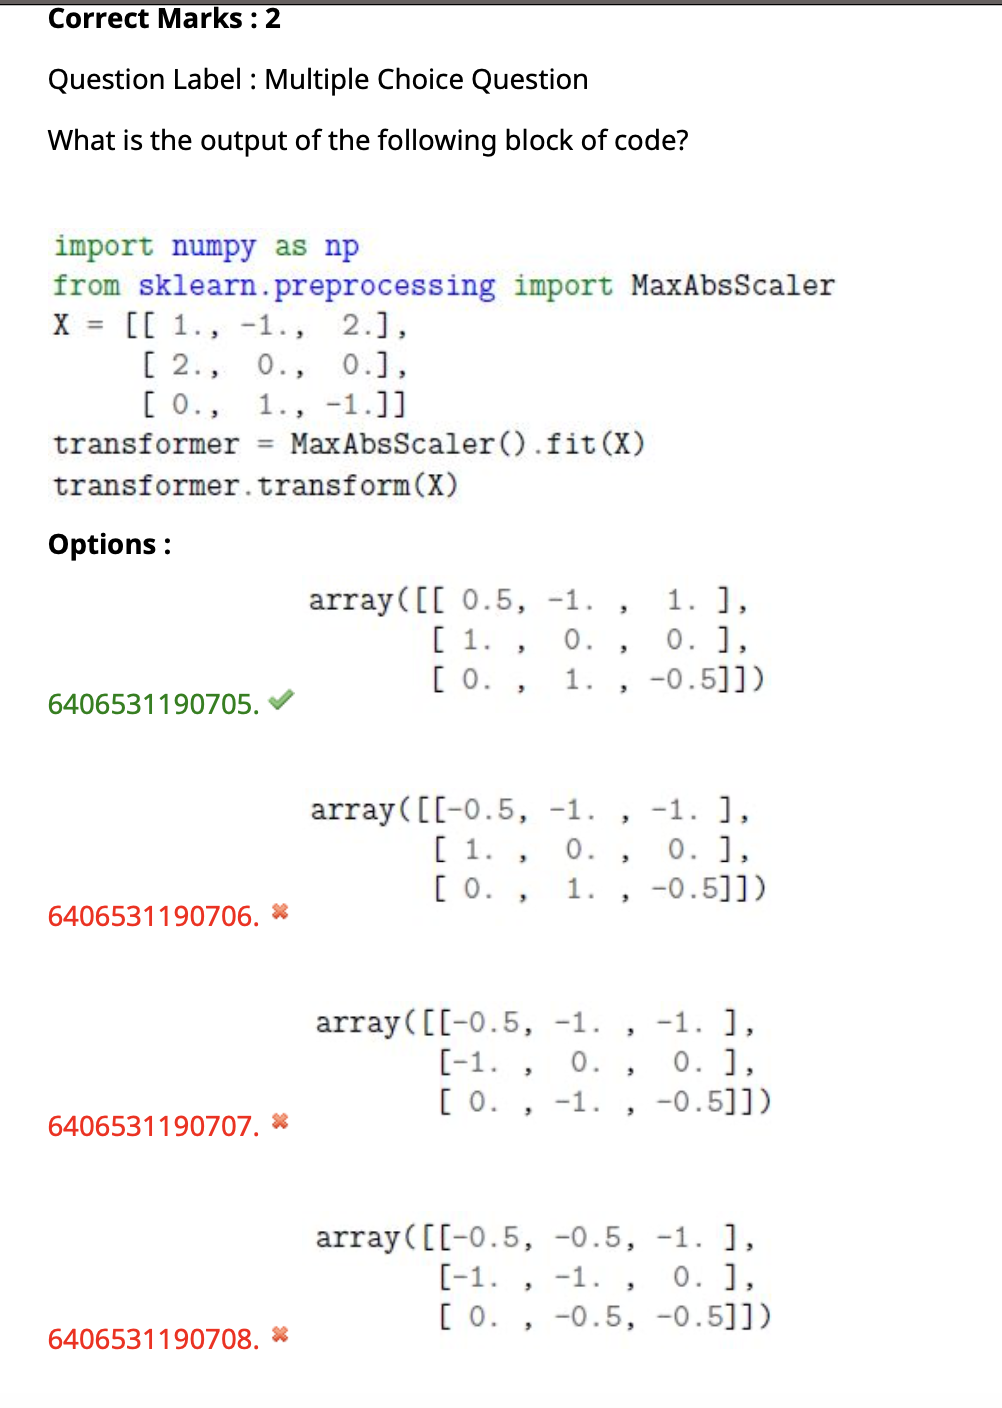 Correct Marks : 2
Question Label : Multiple Choice Question
What is the output of the following block of code?
import numpy as np
from sklearn.preprocessing import MaxAbsScaler
X = [[ 1., -1.,  2.],
     [ 2.,  0.,  0.],
     [ 0.,  1., -1.]]
transformer = MaxAbsScaler().fit(X)
transformer.transform(X)
Options :
array([[ 0.5, -1. ,  1. ],
       [ 1. ,  0. ,  0. ],
       [ 0. ,  1. , -0.5]])
6406531190705. ✔
array([[-0.5, -1. , -1. ],
       [ 1. ,  0. ,  0. ],
       [ 0. ,  1. , -0.5]])
6406531190706. ✖
array([[-0.5, -1. , -1. ],
       [-1. ,  0. ,  0. ],
       [ 0. , -1. , -0.5]])
6406531190707. ✖
array([[-0.5, -0.5, -1. ],
       [-1. , -1. ,  0. ],
       [ 0. , -0.5, -0.5]])
6406531190708. ✖